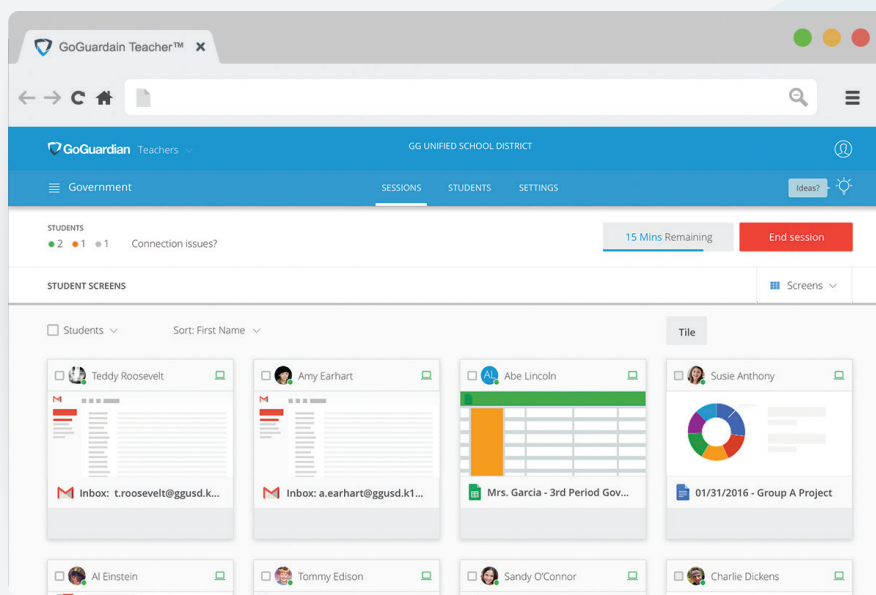 GoGuardain Teacher™
GoGuardian Teachers
GG UNIFIED SCHOOL DISTRICT
Government
SESSIONS
STUDENTS
SETTINGS
Ideas?
STUDENTS
2 1 1 Connection issues?
15 Mins Remaining
End session
STUDENT SCREENS
Screens
Students
Sort: First Name
Tile
Teddy Roosevelt
Inbox: t.roosevelt@ggusd.k...
Amy Earhart
Inbox: a.earhart@ggusd.k1...
AL Abe Lincoln
Mrs. Garcia - 3rd Period Gov...
Susie Anthony
01/31/2016 - Group A Project
Al Einstein
Tommy Edison
Sandy O'Connor
Charlie Dickens